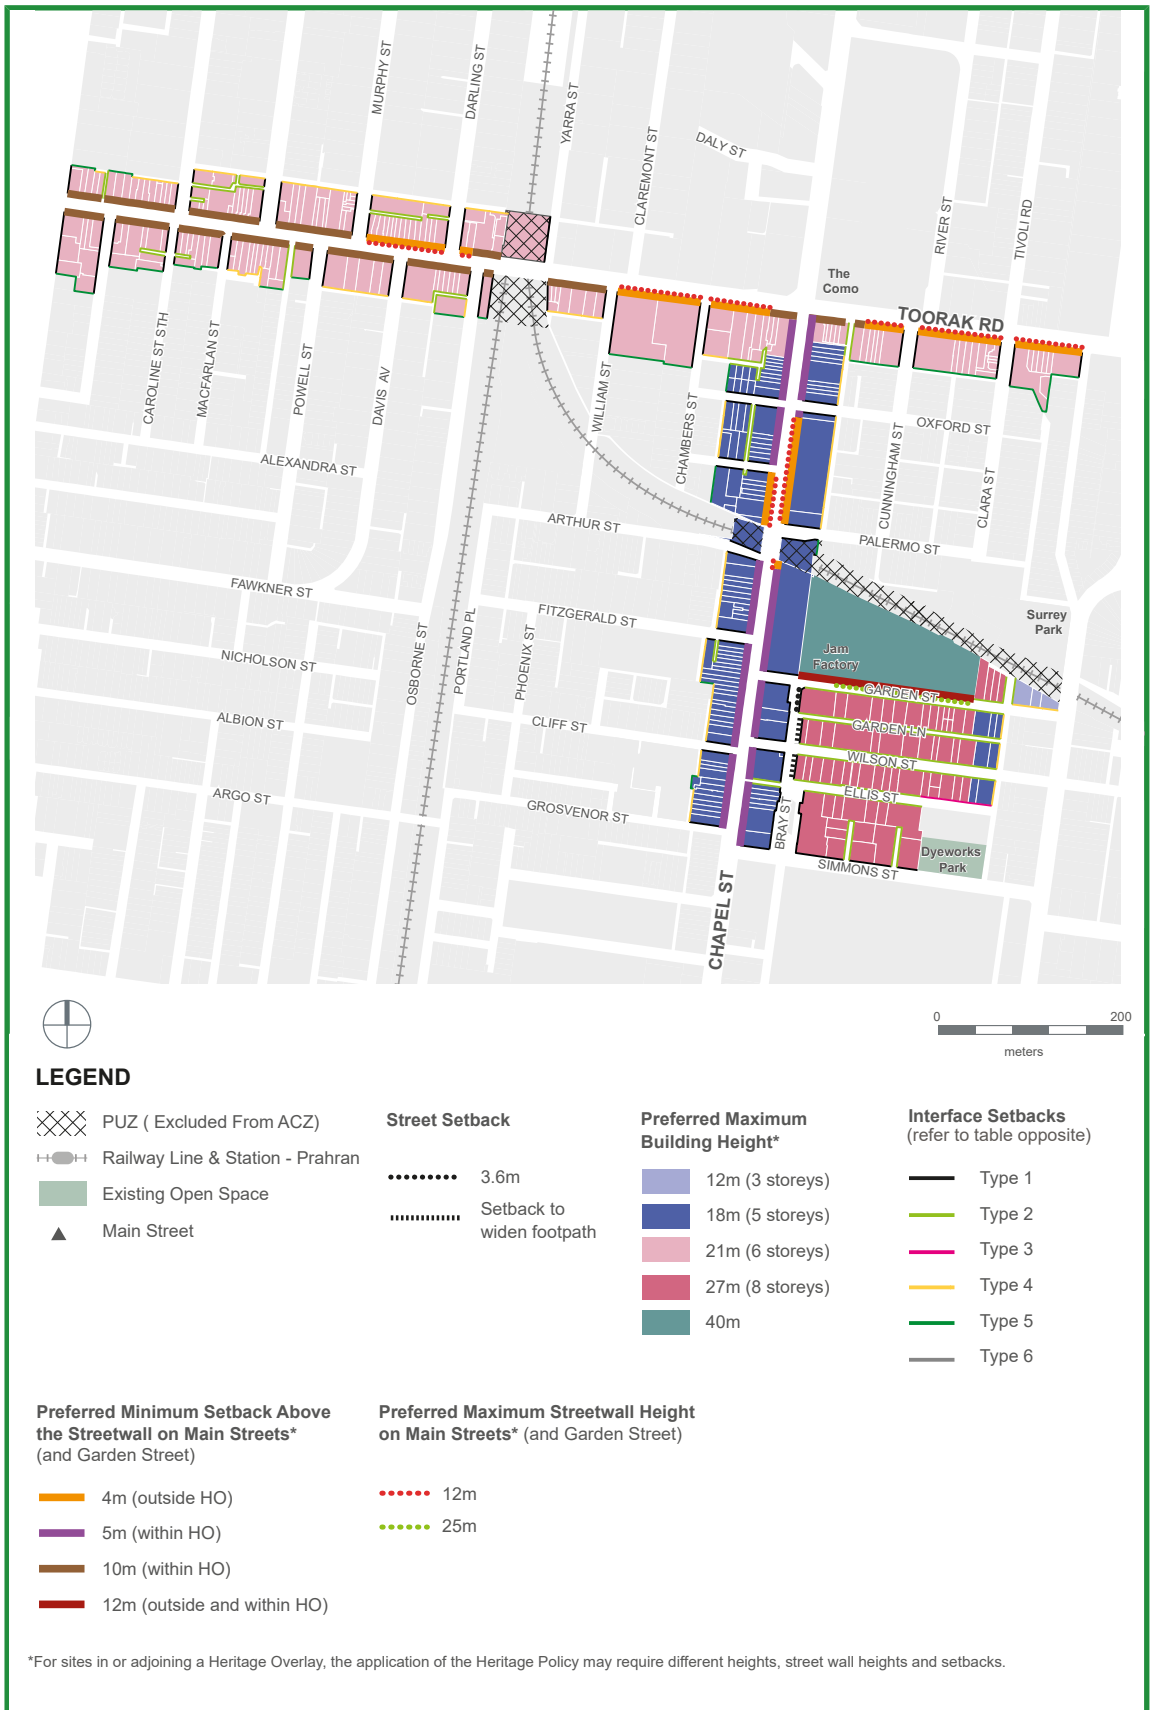 MURPHY ST
DARLING ST
YARRA ST
CLAREMONT ST
DALY ST
RIVER ST
TIVOLI RD
The
Como
TOORAK RD
CAROLINE ST STH
MACFARLAN ST
POWELL ST
DAVIS AV
WILLIAM ST
CHAMBERS ST
OXFORD ST
CUNNINGHAM ST
CLARA ST
ALEXANDRA ST
ARTHUR ST
PALERMO ST
FAWKNER ST
FITZGERALD ST
Surrey
Park
NICHOLSON ST
OSBORNE ST
PORTLAND PL
PHOENIX ST
Jam
Factory
GARDEN ST
ALBION ST
CLIFF ST
GARDEN LN
WILSON ST
ARGO ST
GROSVENOR ST
ELLIS ST
BRAY ST
Dyeworks
Park
SIMMONS ST
CHAPEL ST
0 200
meters
LEGEND
PUZ ( Excluded From ACZ)
Railway Line & Station - Prahran
Existing Open Space
Main Street
Street Setback
3.6m
Setback to
widen footpath
Preferred Maximum
Building Height*
12m (3 storeys)
18m (5 storeys)
21m (6 storeys)
27m (8 storeys)
40m
Interface Setbacks
(refer to table opposite)
Type 1
Type 2
Type 3
Type 4
Type 5
Type 6
Preferred Minimum Setback Above
the Streetwall on Main Streets*
(and Garden Street)
4m (outside HO)
5m (within HO)
10m (within HO)
12m (outside and within HO)
Preferred Maximum Streetwall Height
on Main Streets* (and Garden Street)
12m
25m
*For sites in or adjoining a Heritage Overlay, the application of the Heritage Policy may require different heights, street wall heights and setbacks.